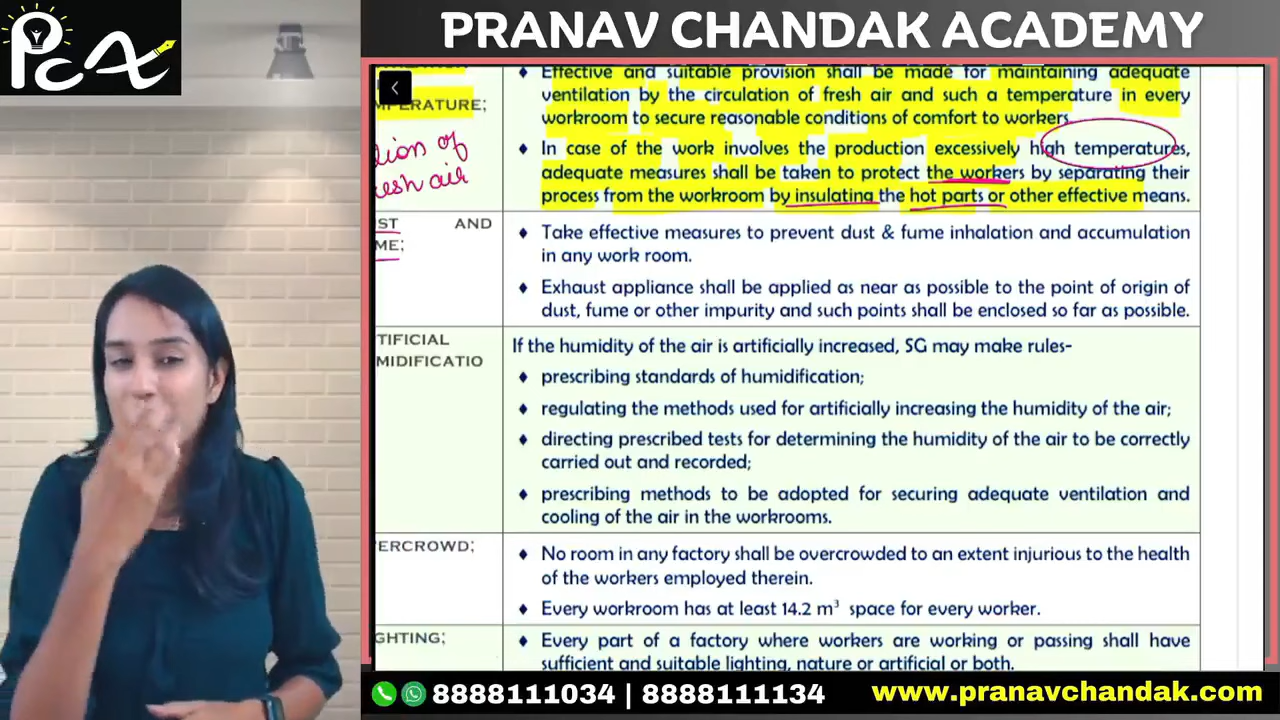 PCA
PRANAV CHANDAK ACADEMY
MPERATURE;
tion of
esh air
Effective and suitable provision shall be made for maintaining adequate
ventilation by the circulation of fresh air and such a temperature in every
workroom to secure reasonable conditions of comfort to workers.
In case of the work involves the production excessively high temperatures,
adequate measures shall be taken to protect the workers by separating their
process from the workroom by insulating the hot parts or other effective means.
ST AND
ME;
Take effective measures to prevent dust & fume inhalation and accumulation
in any work room.
Exhaust appliance shall be applied as near as possible to the point of origin of
dust, fume or other impurity and such points shall be enclosed so far as possible.
TIFICIAL
MIDIFICATIO
If the humidity of the air is artificially increased, SG may make rules-
prescribing standards of humidification;
regulating the methods used for artificially increasing the humidity of the air;
directing prescribed tests for determining the humidity of the air to be correctly
carried out and recorded;
prescribing methods to be adopted for securing adequate ventilation and
cooling of the air in the workrooms.
ERCROWD;
No room in any factory shall be overcrowded to an extent injurious to the health
of the workers employed therein.
Every workroom has at least 14.2 m³ space for every worker.
GHTING;
Every part of a factory where workers are working or passing shall have
sufficient and suitable lighting, nature or artificial or both.
8888111034 | 8888111134
www.pranavchandak.com